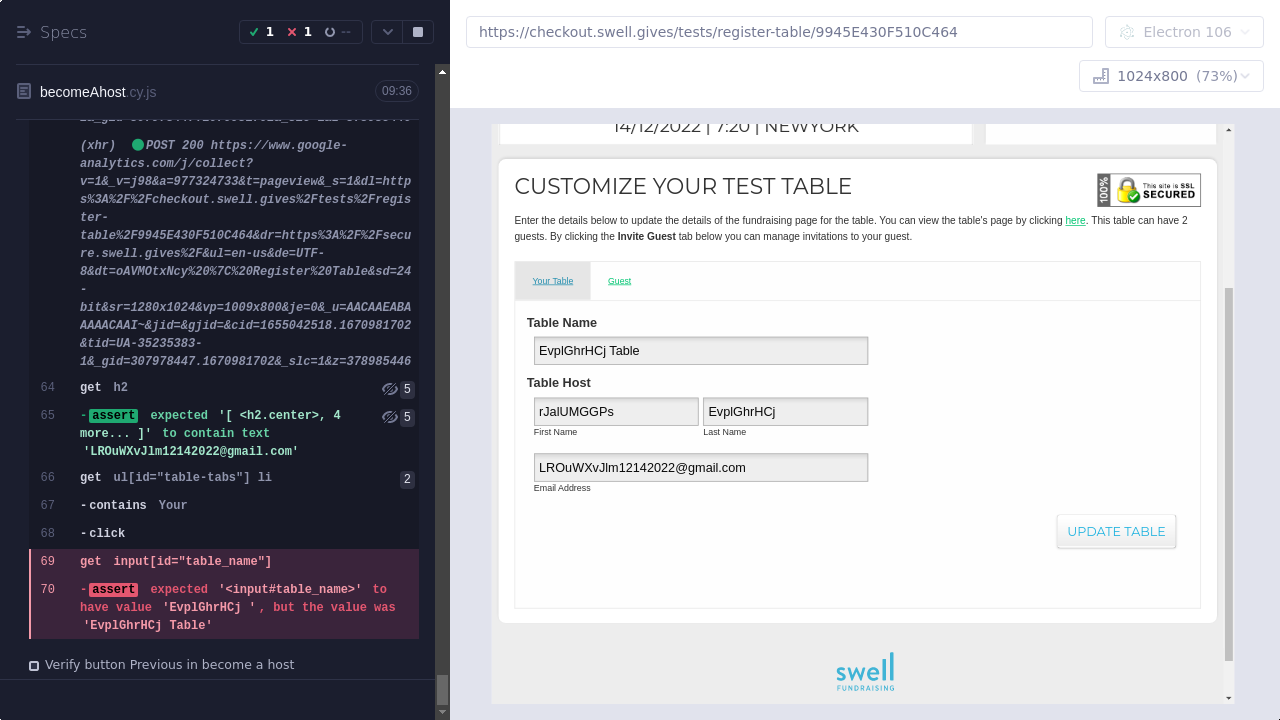 Specs
1
1
--
becomeAhost.cy.js
09:36
(xhr) POST 200 https://www.google-
analytics.com/j/collect?
v=1&_v=j98&a=977324733&t=pageview&_s=1&dl=http
s%3A%2F%2Fcheckout.swell.gives%2Ftests%2Fregis
ter-
table%2F9945E430F510C464&dr=https%3A%2F%2Fsecu
re.swell.gives%2F&ul=en-us&de=UTF-
8&dt=oAVMOtxNcy%20%7C%20Register%20Table&sd=24
-
bit&sr=1280x1024&vp=1009x800&je=0&_u=AACAAEABA
AAAACAAI~&jid=&gjid=&cid=1655042518.1670981702
&tid=UA-35235383-
1&_gid=307978447.1670981702&_slc=1&z=378985446
64 get h2 5
65 -assert expected '[ <h2.center>, 4 5
more... ]' to contain text
'LROuWXvJlm12142022@gmail.com'
66 get ul[id="table-tabs"] li 2
67 -contains Your
68 -click
69 get input[id="table_name"]
70 -assert expected '<input#table_name>' to
have value 'EvplGhrHCj ', but the value was
'EvplGhrHCj Table'
Verify button Previous in become a host
https://checkout.swell.gives/tests/register-table/9945E430F510C464
Electron 106
1024x800 (73%)
14/12/2022 | 7:20 | NEWYORK
CUSTOMIZE YOUR TEST TABLE
100%
This site is SSL
SECURED
Enter the details below to update the details of the fundraising page for the table. You can view the table's page by clicking here. This table can have 2
guests. By clicking the Invite Guest tab below you can manage invitations to your guest.
Your Table
Guest
Table Name
EvplGhrHCj Table
Table Host
rJalUMGGPs
EvplGhrHCj
First Name
Last Name
LROuWXvJlm12142022@gmail.com
Email Address
UPDATE TABLE
swell
FUNDRAISING